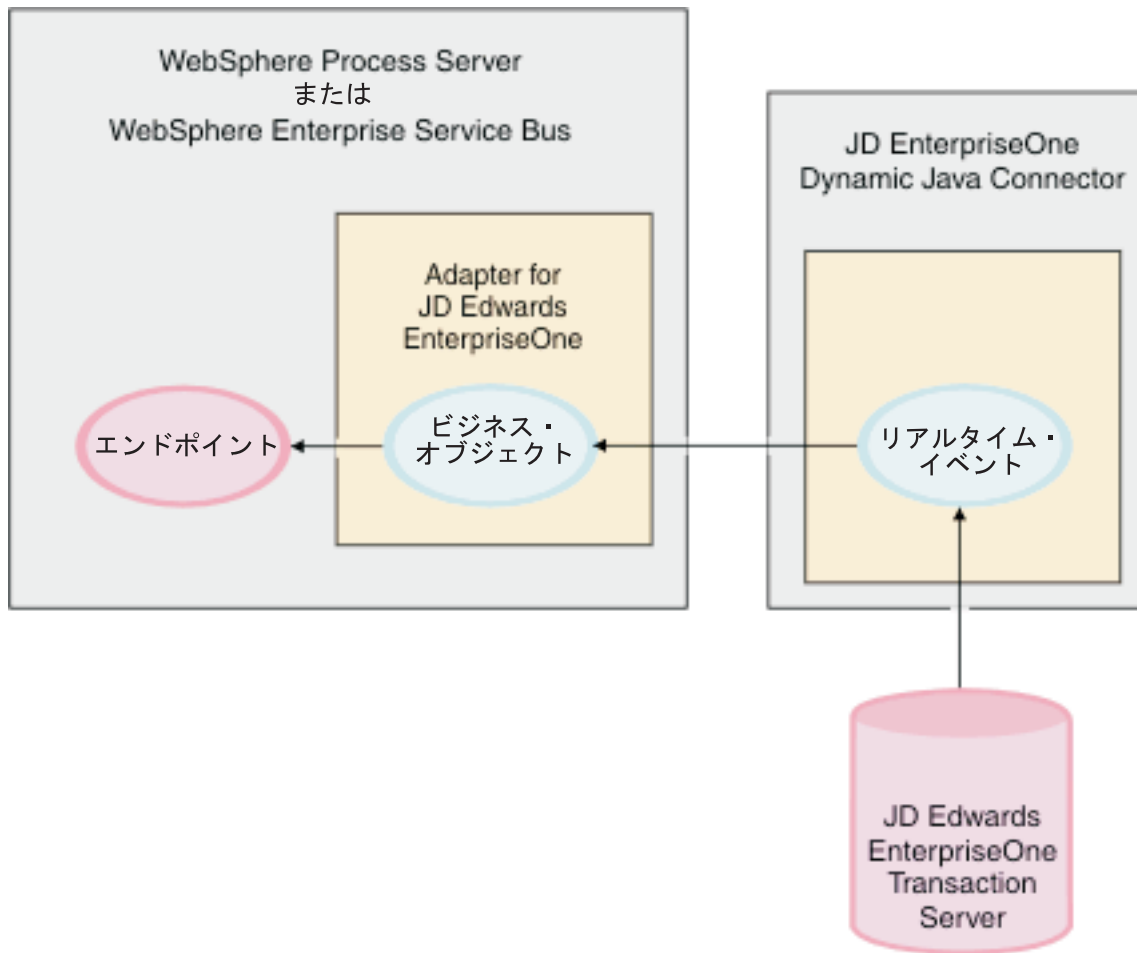 WebSphere Process Server
または
WebSphere Enterprise Service Bus
JD EnterpriseOne
Dynamic Java Connector
Adapter for
JD Edwards
EnterpriseOne
エンドポイント
ビジネス・
オブジェクト
リアルタイム・
イベント
JD Edwards
EnterpriseOne
Transaction
Server